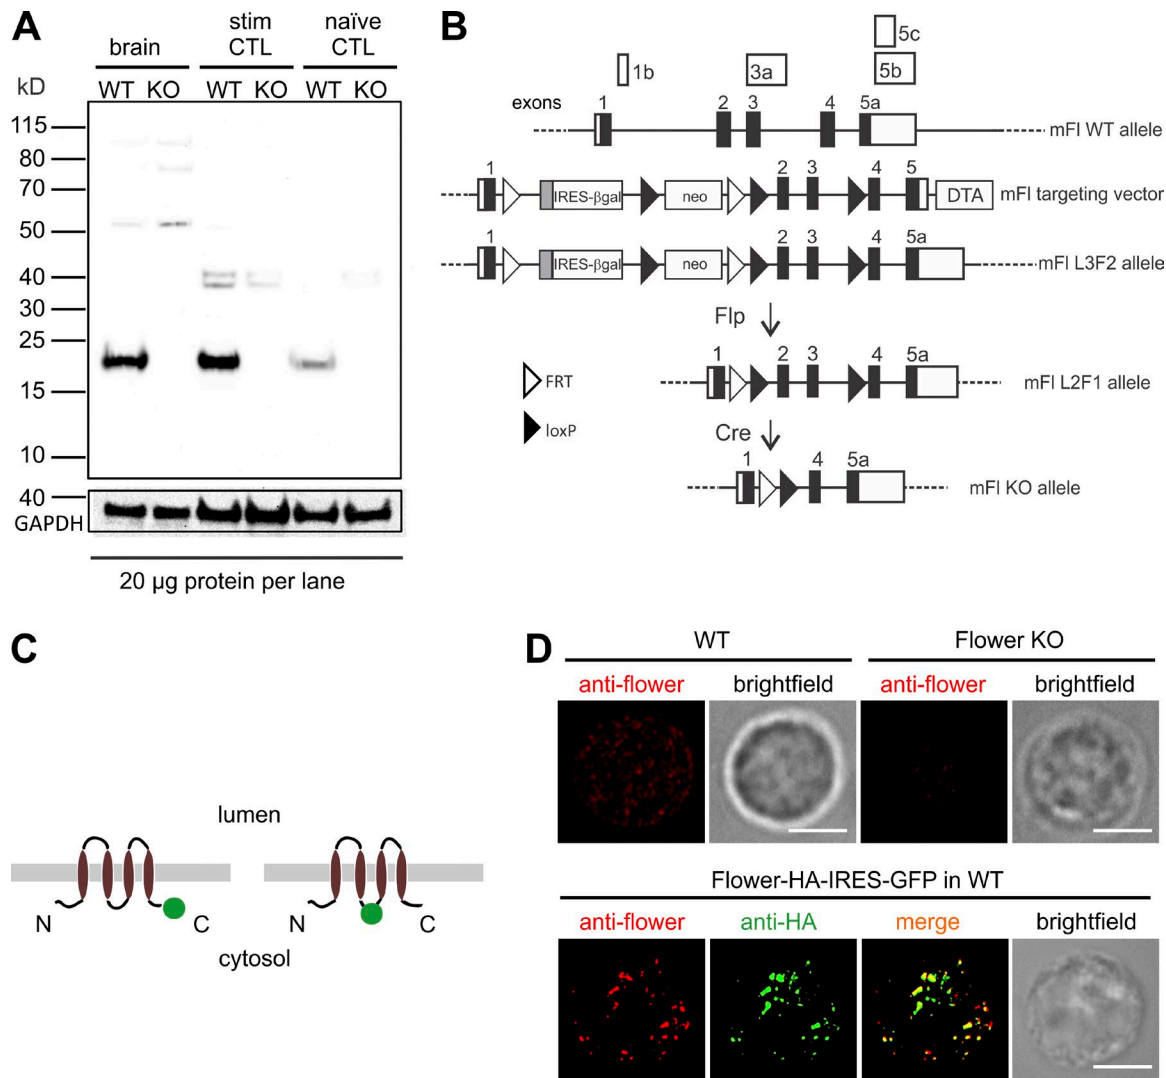 A
brain
stim
CTL
naïve
CTL
kD
WT KO WT KO WT KO
115
80
70
50
40
30
25
15
10
40
GAPDH
20 µg protein per lane
B
5c
1b
3a
5b
exons
1 2 3 4 5a
mFl WT allele
1 2 3 4 5
IRES-βgal neo DTA
mFl targeting vector
1 2 3 4 5a
IRES-βgal neo
mFl L3F2 allele
Flp
1 2 3 4 5a
mFl L2F1 allele
FRT
loxP
Cre
1 4 5a
mFl KO allele
C
lumen
N C N C
cytosol
D
WT Flower KO
anti-flower brightfield anti-flower brightfield
Flower-HA-IRES-GFP in WT
anti-flower anti-HA merge brightfield